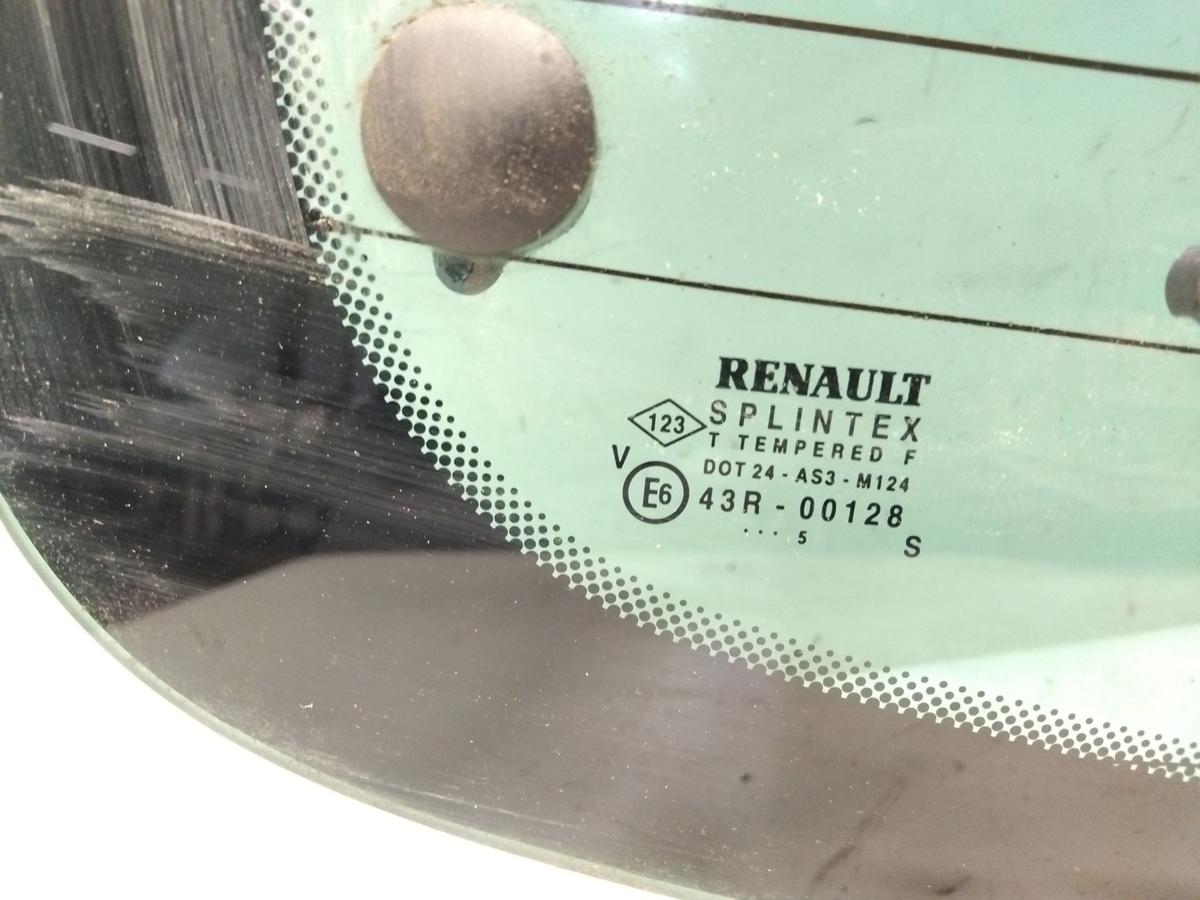 RENAULT
123 SPLINTEX
T TEMPERED F
V DOT 24 - AS3 - M124
E6 43R - 00128
... 5 S